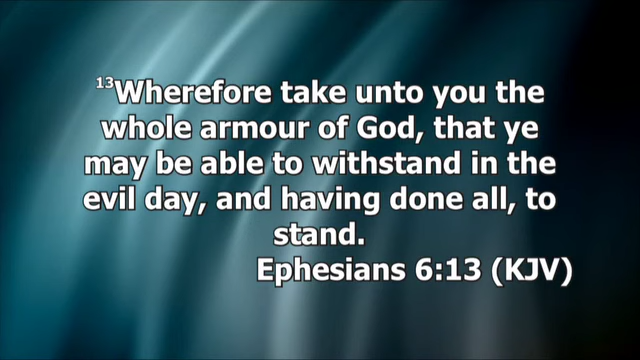 13Wherefore take unto you the
whole armour of God, that ye
may be able to withstand in the
evil day, and having done all, to
stand.
Ephesians 6:13 (KJV)